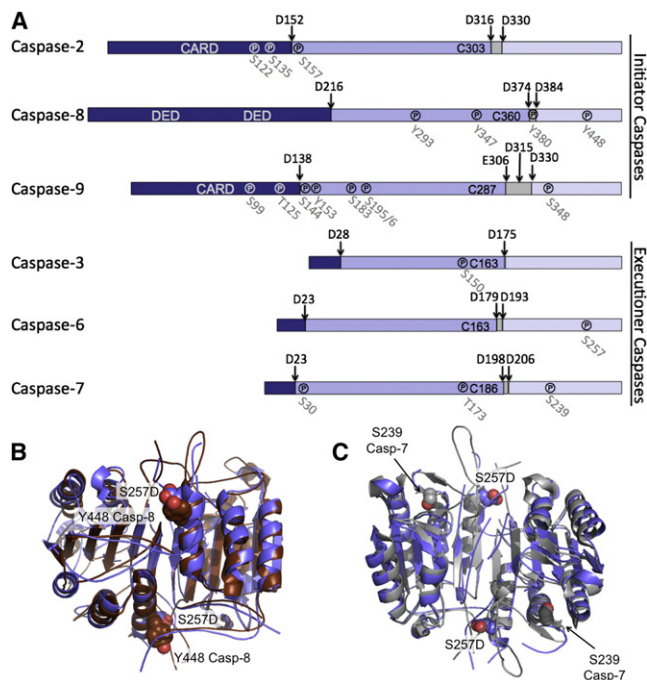 A
D152
D316
D330
Caspase-2
CARD
P
P
P
C303
S122
S135
S157
D216
D374
D384
Caspase-8
DED
DED
P
P
C360
P
P
Y293
Y347
Y380
Y448
D138
E306
D315
D330
Caspase-9
CARD
P
P
P
P
P
P
C287
P
S99
T125
S144
Y153
S183
S195/6
S348
Initiator Caspases
D28
D175
Caspase-3
P
C163
S150
D23
D179
D193
Caspase-6
C163
P
S257
D23
D198
D206
Caspase-7
P
P
C186
P
S30
T173
S239
Executioner Caspases
B
S257D
Y448 Casp-8
S257D
Y448 Casp-8
C
S239
Casp-7
S257D
S257D
S239
Casp-7